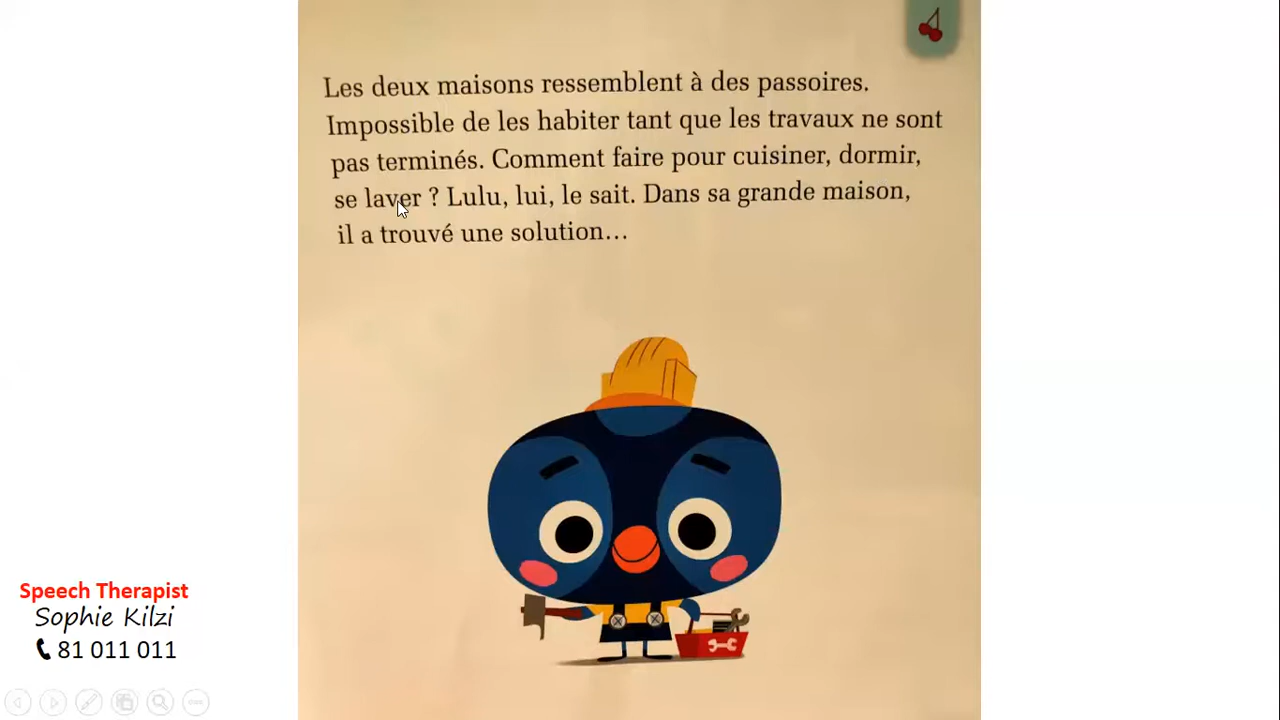 Les deux maisons ressemblent à des passoires.
Impossible de les habiter tant que les travaux ne sont
pas terminés. Comment faire pour cuisiner, dormir,
se laver ? Lulu, lui, le sait. Dans sa grande maison,
il a trouvé une solution...
Speech Therapist
Sophie Kilzi
81 011 011